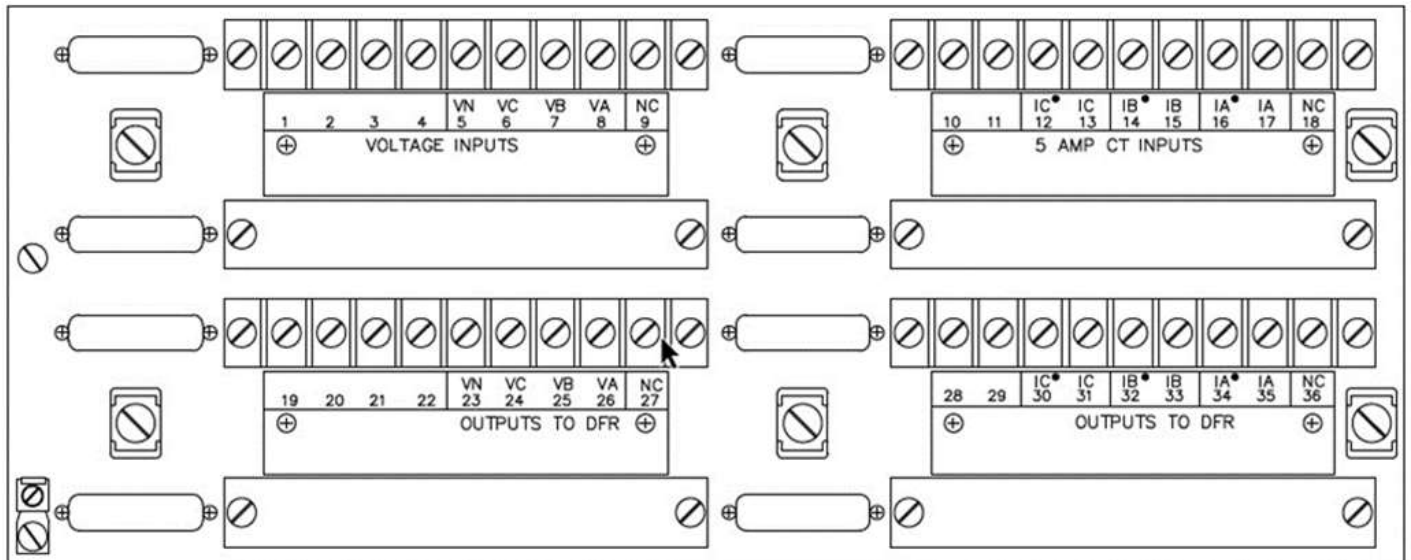 VN VC VB VA NC
1 2 3 4 5 6 7 8 9
VOLTAGE INPUTS
IC• IC IB• IB IA• IA NC
10 11 12 13 14 15 16 17 18
5 AMP CT INPUTS
VN VC VB VA NC
19 20 21 22 23 24 25 26 27
OUTPUTS TO DFR
IC• IC IB• IB IA• IA NC
28 29 30 31 32 33 34 35 36
OUTPUTS TO DFR